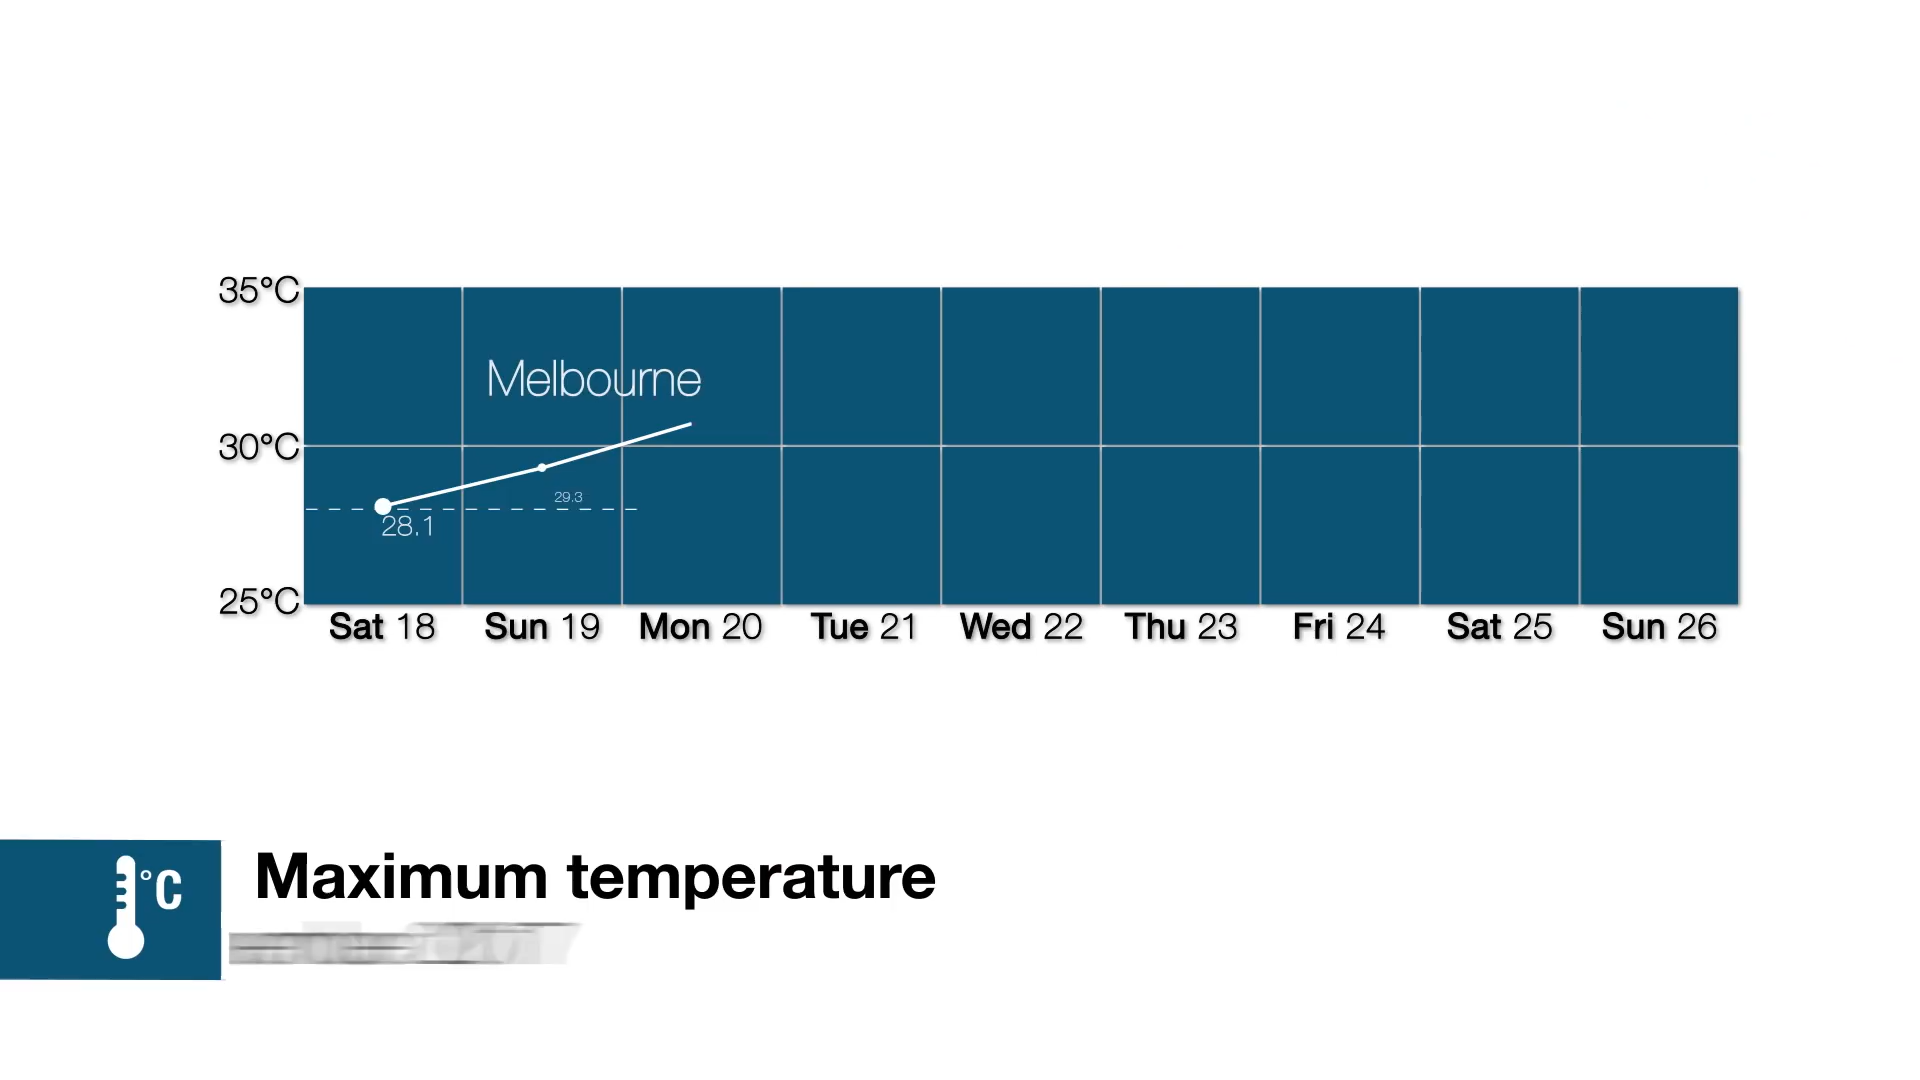 35°C
Melbourne
30°C
29.3
28.1
25°C
Sat 18 Sun 19 Mon 20 Tue 21 Wed 22 Thu 23 Fri 24 Sat 25 Sun 26
°C
Maximum temperature